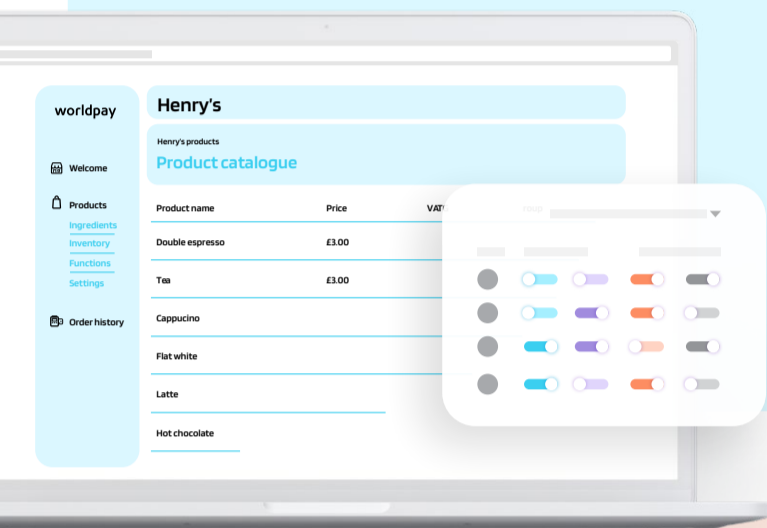 worldpay
Welcome
Products
Ingredients
Inventory
Functions
Settings
Order history
Henry's
Henry's products
Product catalogue
Product name Price VAT
Double espresso £3.00
Tea £3.00
Cappucino
Flat white
Latte
Hot chocolate